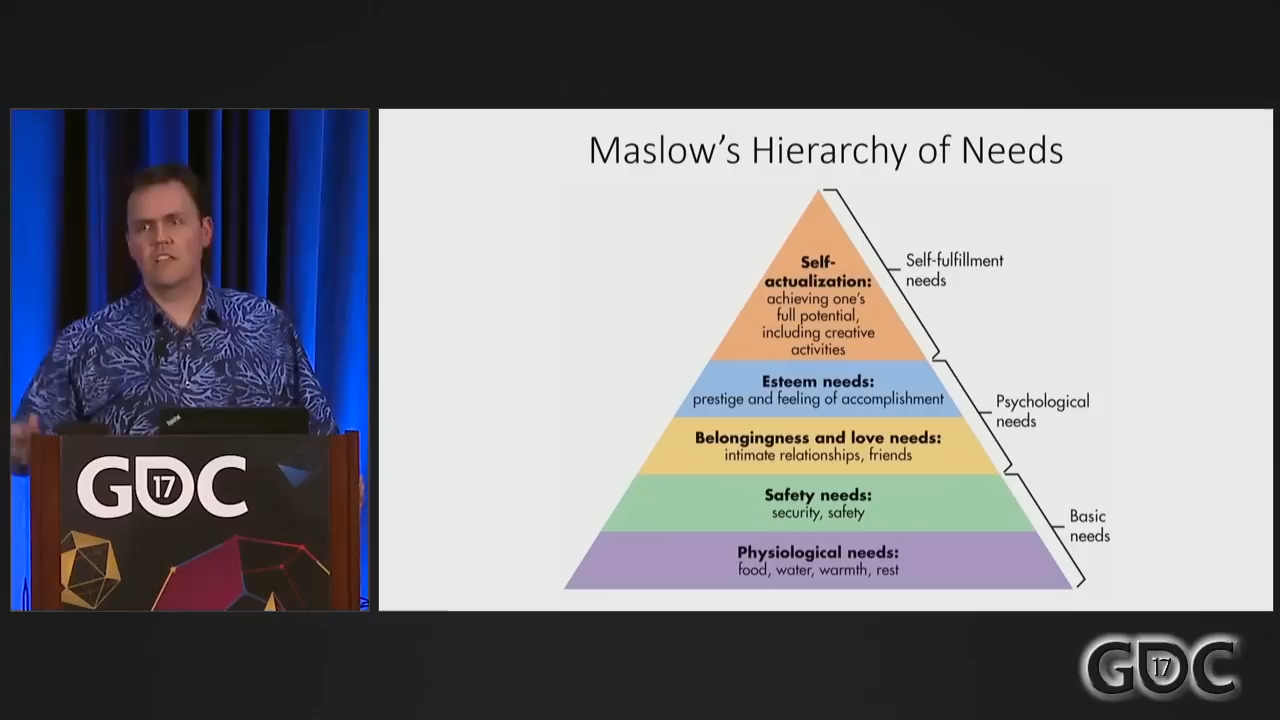 Maslow's Hierarchy of Needs
Self-
actualization:
achieving one's
full potential,
including creative
activities
Self-fulfillment
needs
Esteem needs:
prestige and feeling of accomplishment
Psychological
needs
Belongingness and love needs:
intimate relationships, friends
Safety needs:
security, safety
Basic
needs
Physiological needs:
food, water, warmth, rest
GDC
17
GDC
17